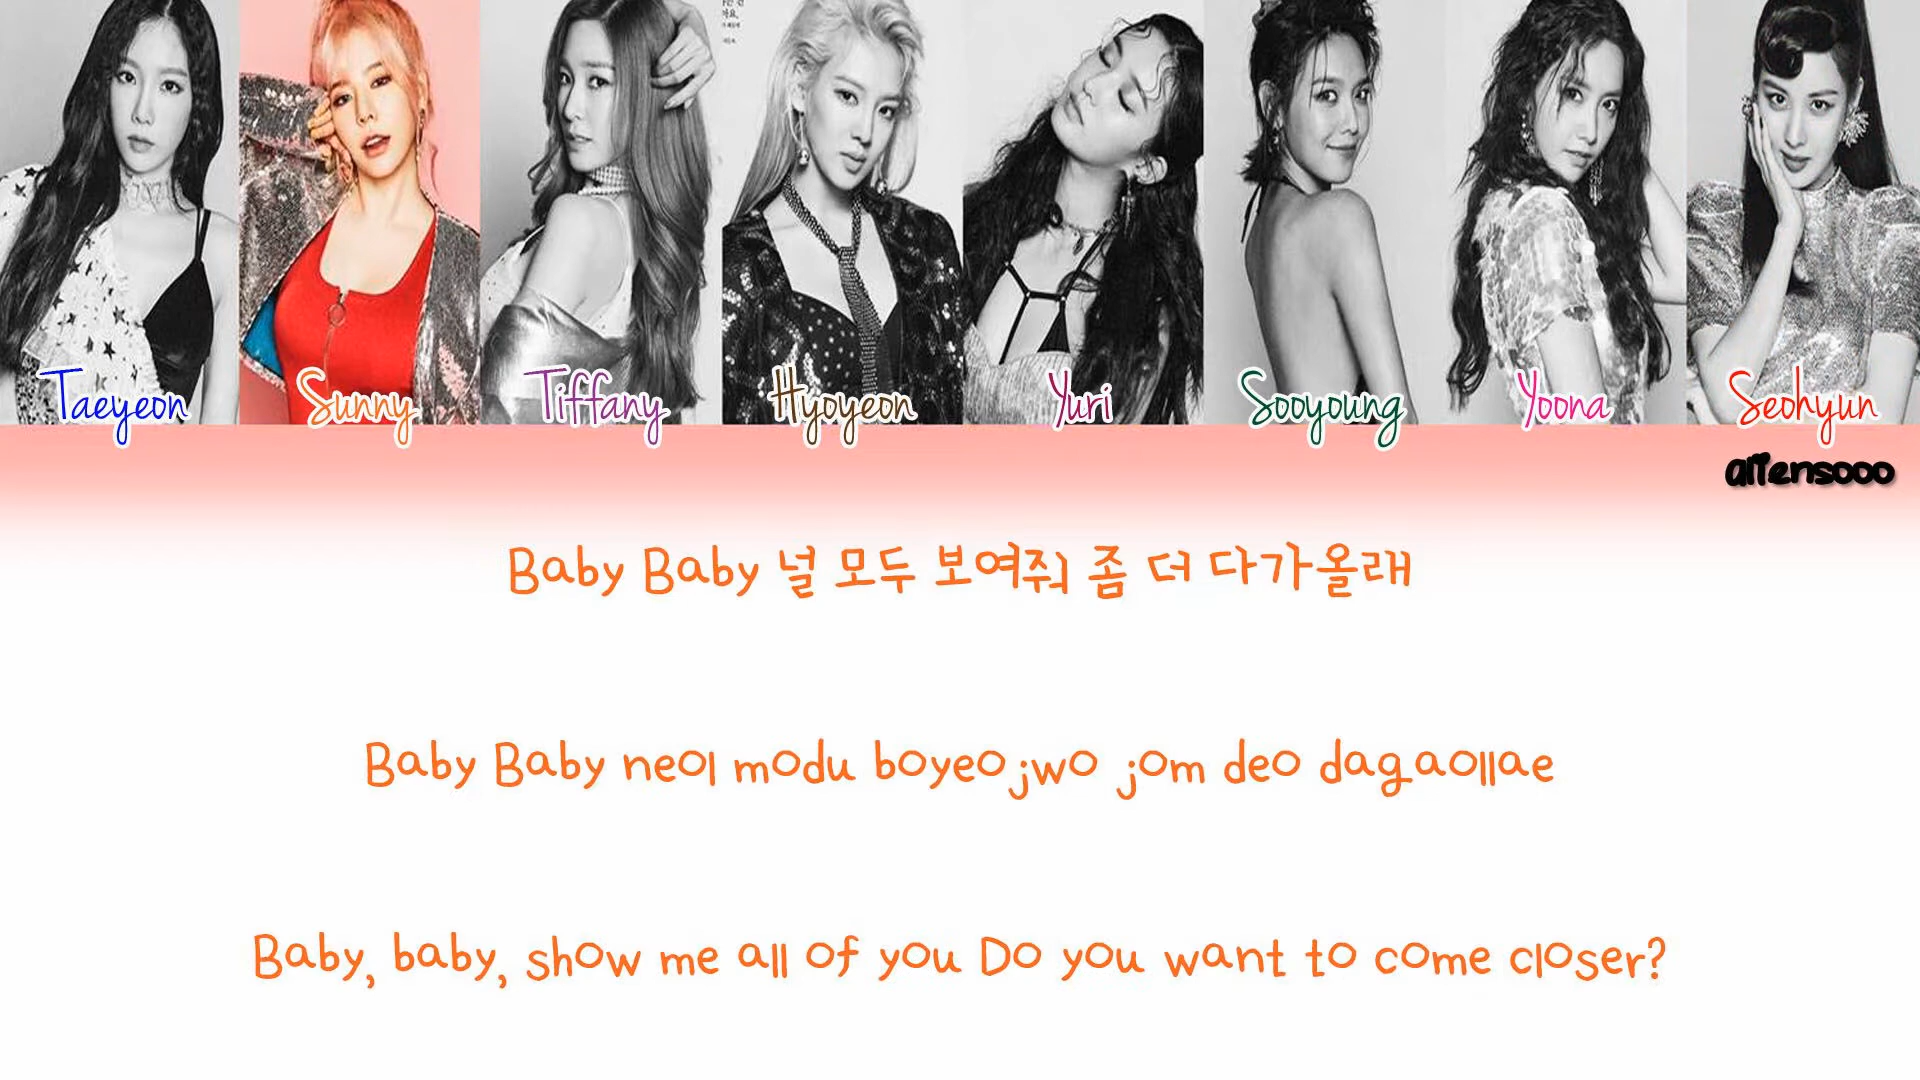 Taeyeon Sunny Tiffany Hyoyeon Yuri Sooyoung Yoona Seohyun
aliensooo
Baby Baby 널 모두 보여줘 좀 더 다가올래
Baby Baby neol modu boyeojwo jom deo dagaollae
Baby, baby, show me all of you Do you want to come closer?